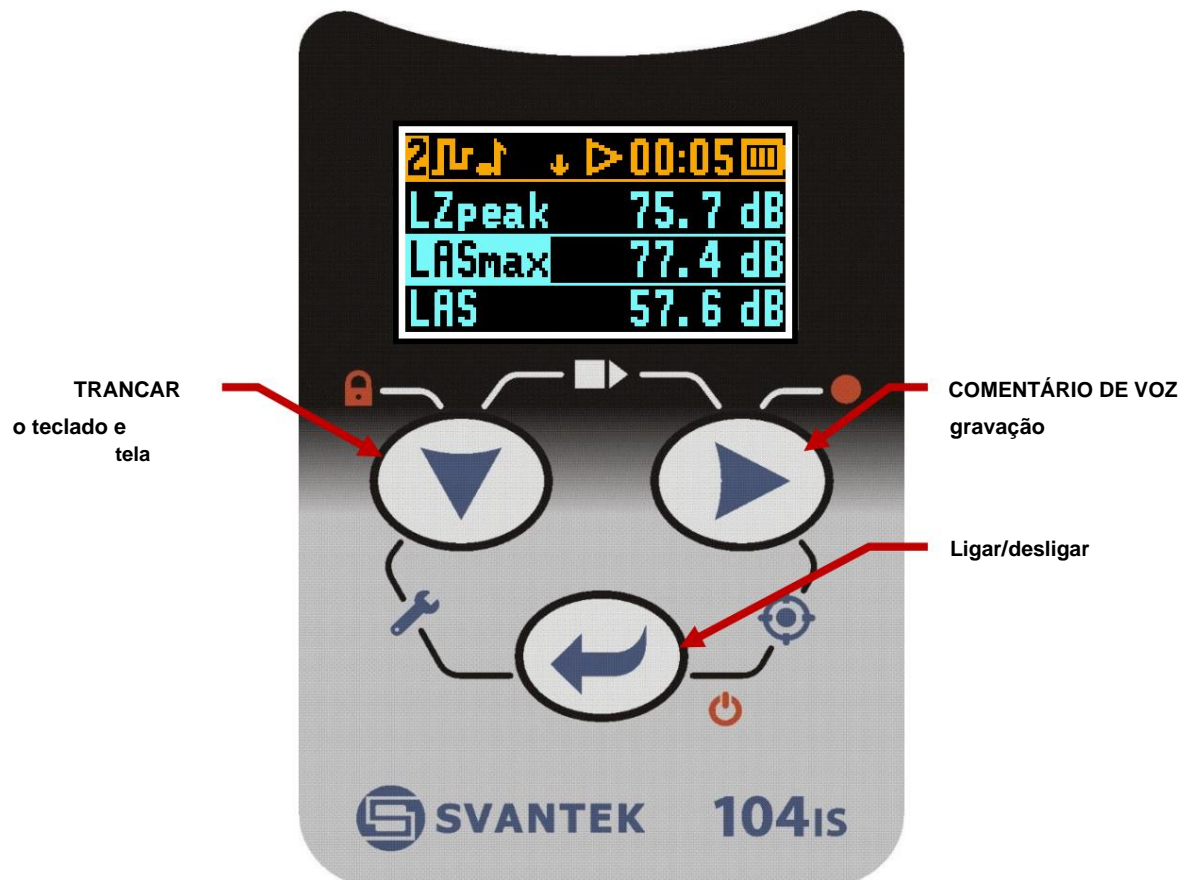 2 00:05
LZpeak 75.7 dB
LASmax 77.4 dB
LAS 57.6 dB
TRANCAR
o teclado e
tela
COMENTÁRIO DE VOZ
gravação
Ligar/desligar
SVANTEK 104IS